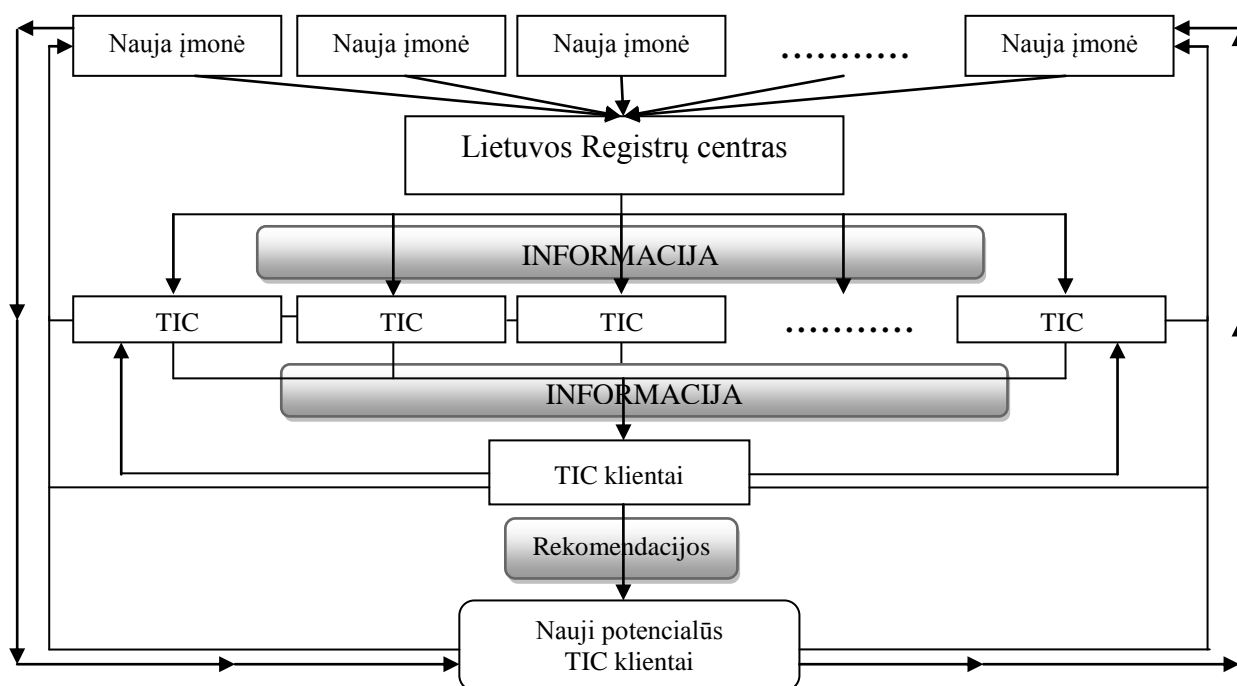 Nauja įmonė
Nauja įmonė
Nauja įmonė
...........
Nauja įmonė
Lietuvos Registrų centras
INFORMACIJA
TIC
TIC
TIC
...........
TIC
INFORMACIJA
TIC klientai
Rekomendacijos
Nauji potencialūs
TIC klientai